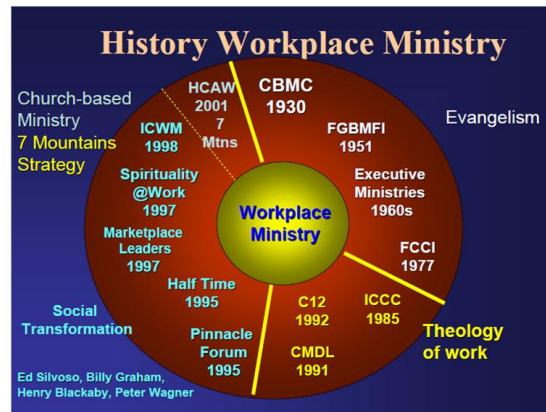 History Workplace Ministry
Church-based
Ministry
7 Mountains
Strategy
HCAW
2001
7
Mtns
CBMC
1930
Evangelism
ICWM
1998
FGBMFI
1951
Spirituality
@Work
1997
Executive
Ministries
1960s
Workplace
Ministry
Marketplace
Leaders
1997
FCCI
1977
Half Time
1995
C12
1992
ICCC
1985
Social
Transformation
Pinnacle
Forum
1995
CMDL
1991
Theology
of work
Ed Silvoso, Billy Graham,
Henry Blackaby, Peter Wagner